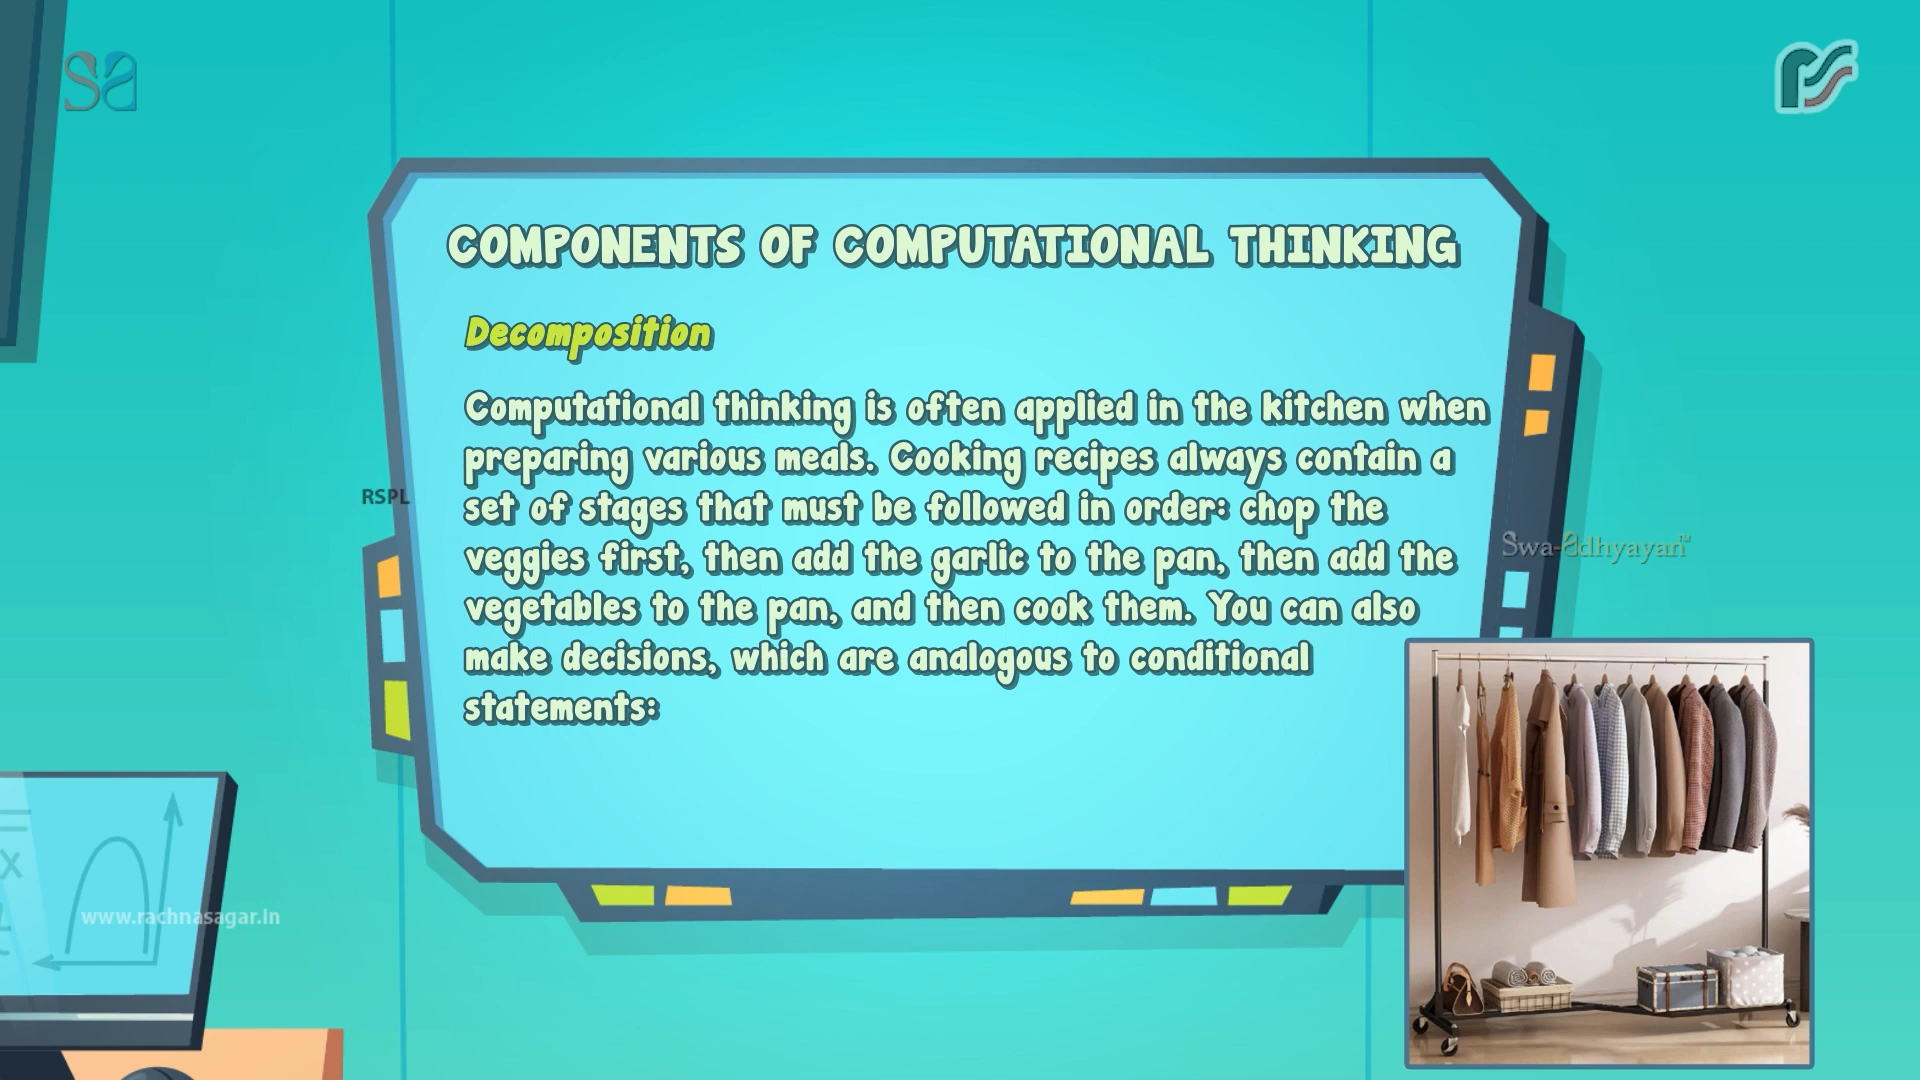 sa
COMPONENTS OF COMPUTATIONAL THINKING
Decomposition
Computational thinking is often applied in the kitchen when
preparing various meals. Cooking recipes always contain a
set of stages that must be followed in order: chop the
veggies first, then add the garlic to the pan, then add the
vegetables to the pan, and then cook them. You can also
make decisions, which are analogous to conditional
statements:
RSPL
Swa-adhyayan™
x
www.rachnasagar.in